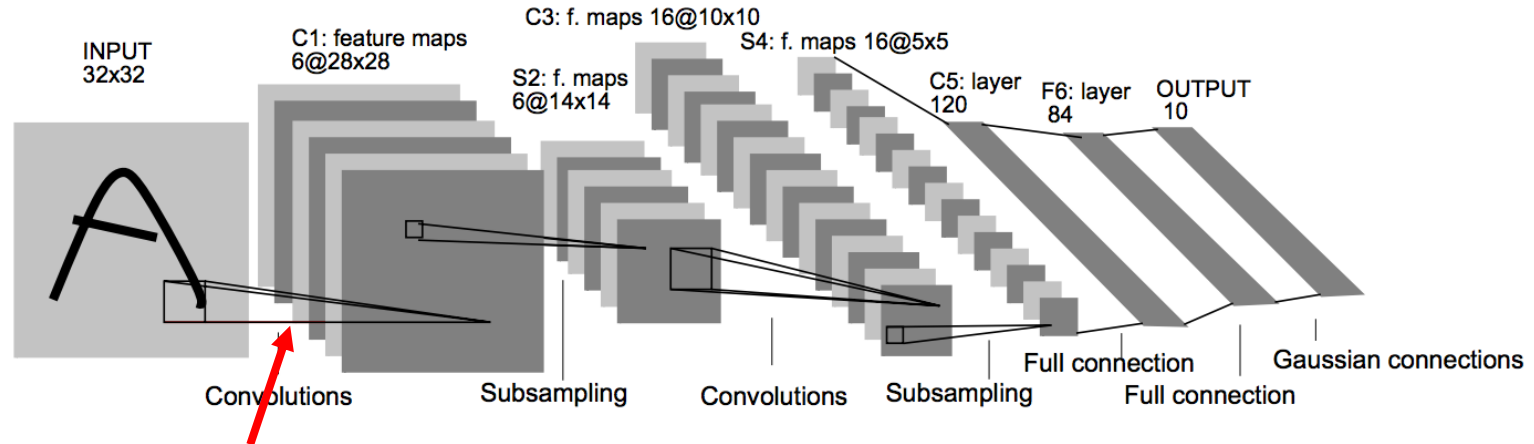 INPUT
32x32
C1: feature maps
6@28x28
S2: f. maps
6@14x14
C3: f. maps 16@10x10
S4: f. maps 16@5x5
C5: layer
120
F6: layer
84
OUTPUT
10
Convolutions
Subsampling
Convolutions
Subsampling
Full connection
Full connection
Gaussian connections